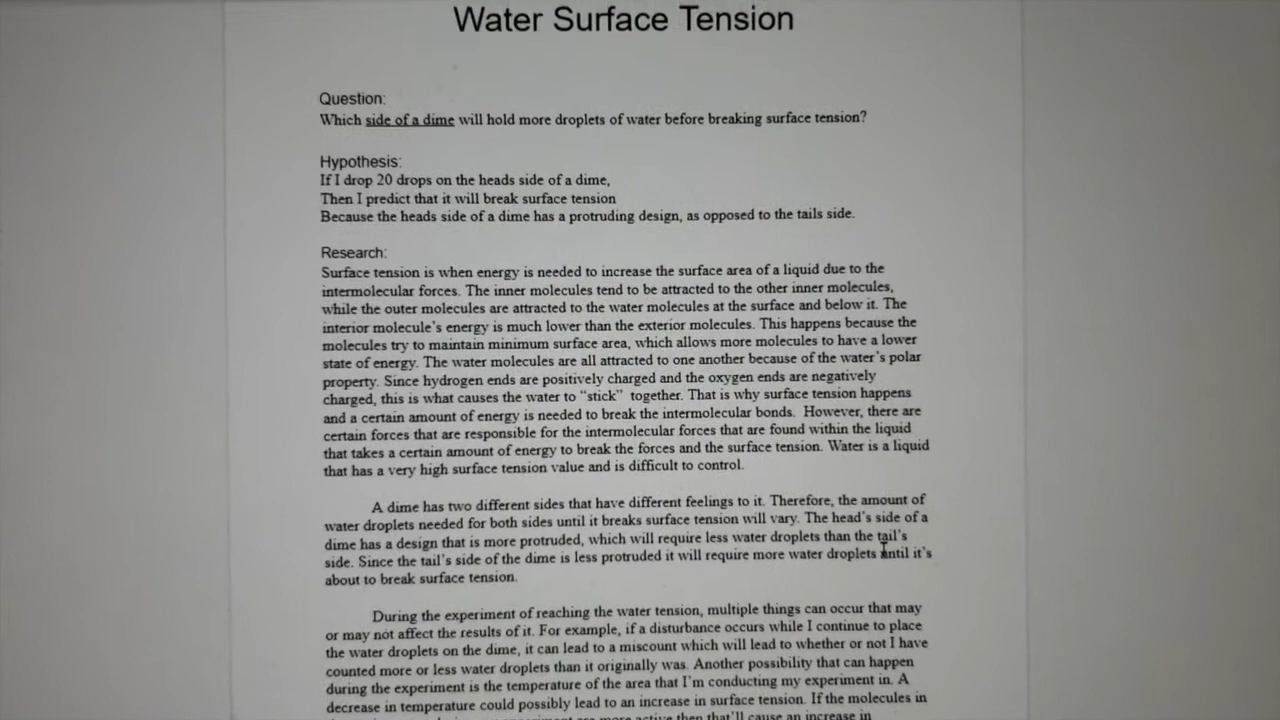 Water Surface Tension
Question:
Which side of a dime will hold more droplets of water before breaking surface tension?
Hypothesis:
If I drop 20 drops on the heads side of a dime,
Then I predict that it will break surface tension
Because the heads side of a dime has a protruding design, as opposed to the tails side.
Research:
Surface tension is when energy is needed to increase the surface area of a liquid due to the
intermolecular forces. The inner molecules tend to be attracted to the other inner molecules,
while the outer molecules are attracted to the water molecules at the surface and below it. The
interior molecule's energy is much lower than the exterior molecules. This happens because the
molecules try to maintain minimum surface area, which allows more molecules to have a lower
state of energy. The water molecules are all attracted to one another because of the water's polar
property. Since hydrogen ends are positively charged and the oxygen ends are negatively
charged, this is what causes the water to "stick" together. That is why surface tension happens
and a certain amount of energy is needed to break the intermolecular bonds. However, there are
certain forces that are responsible for the intermolecular forces that are found within the liquid
that takes a certain amount of energy to break the forces and the surface tension. Water is a liquid
that has a very high surface tension value and is difficult to control.
A dime has two different sides that have different feelings to it. Therefore, the amount of
water droplets needed for both sides until it breaks surface tension will vary. The head's side of a
dime has a design that is more protruded, which will require less water droplets than the tail's
side. Since the tail's side of the dime is less protruded it will require more water droplets until it's
about to break surface tension.
During the experiment of reaching the water tension, multiple things can occur that may
or may not affect the results of it. For example, if a disturbance occurs while I continue to place
the water droplets on the dime, it can lead to a miscount which will lead to whether or not I have
counted more or less water droplets than it originally was. Another possibility that can happen
during the experiment is the temperature of the area that I'm conducting my experiment in. A
decrease in temperature could possibly lead to an increase in surface tension. If the molecules in
are more active then that'll cause an increase in